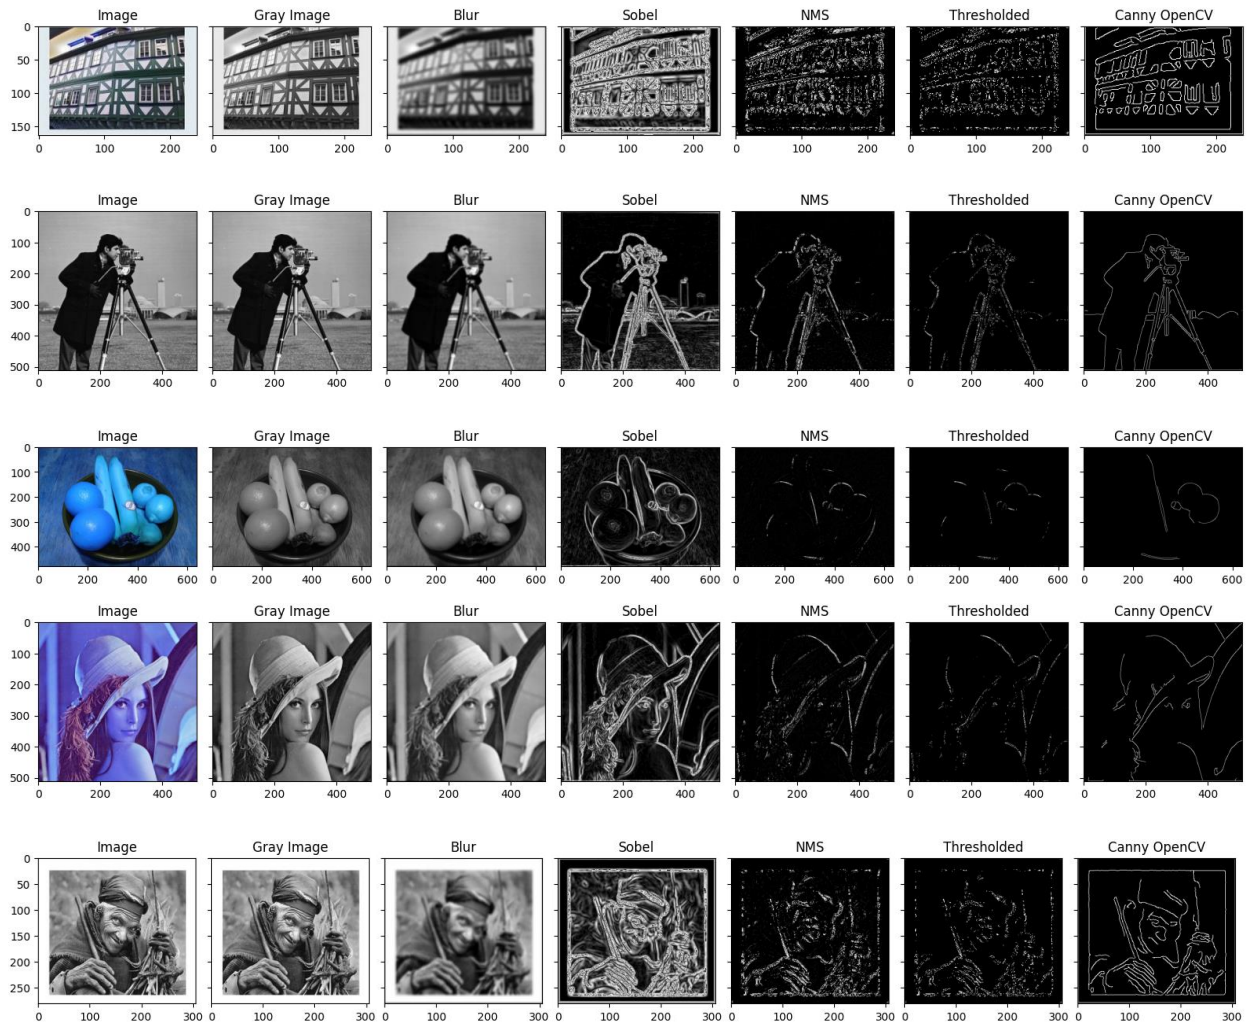 Image Gray Image Blur Sobel NMS Thresholded Canny OpenCV
0
50
100
150
0 100 200 0 100 200 0 100 200 0 100 200 0 100 200 0 100 200 0 100 200
Image Gray Image Blur Sobel NMS Thresholded Canny OpenCV
0
100
200
300
400
500
0 200 400 0 200 400 0 200 400 0 200 400 0 200 400 0 200 400 0 200 400
Image Gray Image Blur Sobel NMS Thresholded Canny OpenCV
0
100
200
300
400
0 200 400 600 0 200 400 600 0 200 400 600 0 200 400 600 0 200 400 600 0 200 400 600 0 200 400 600
Image Gray Image Blur Sobel NMS Thresholded Canny OpenCV
0
100
200
300
400
500
0 200 400 0 200 400 0 200 400 0 200 400 0 200 400 0 200 400 0 200 400
Image Gray Image Blur Sobel NMS Thresholded Canny OpenCV
0
50
100
150
200
250
0 100 200 300 0 100 200 300 0 100 200 300 0 100 200 300 0 100 200 300 0 100 200 300 0 100 200 300